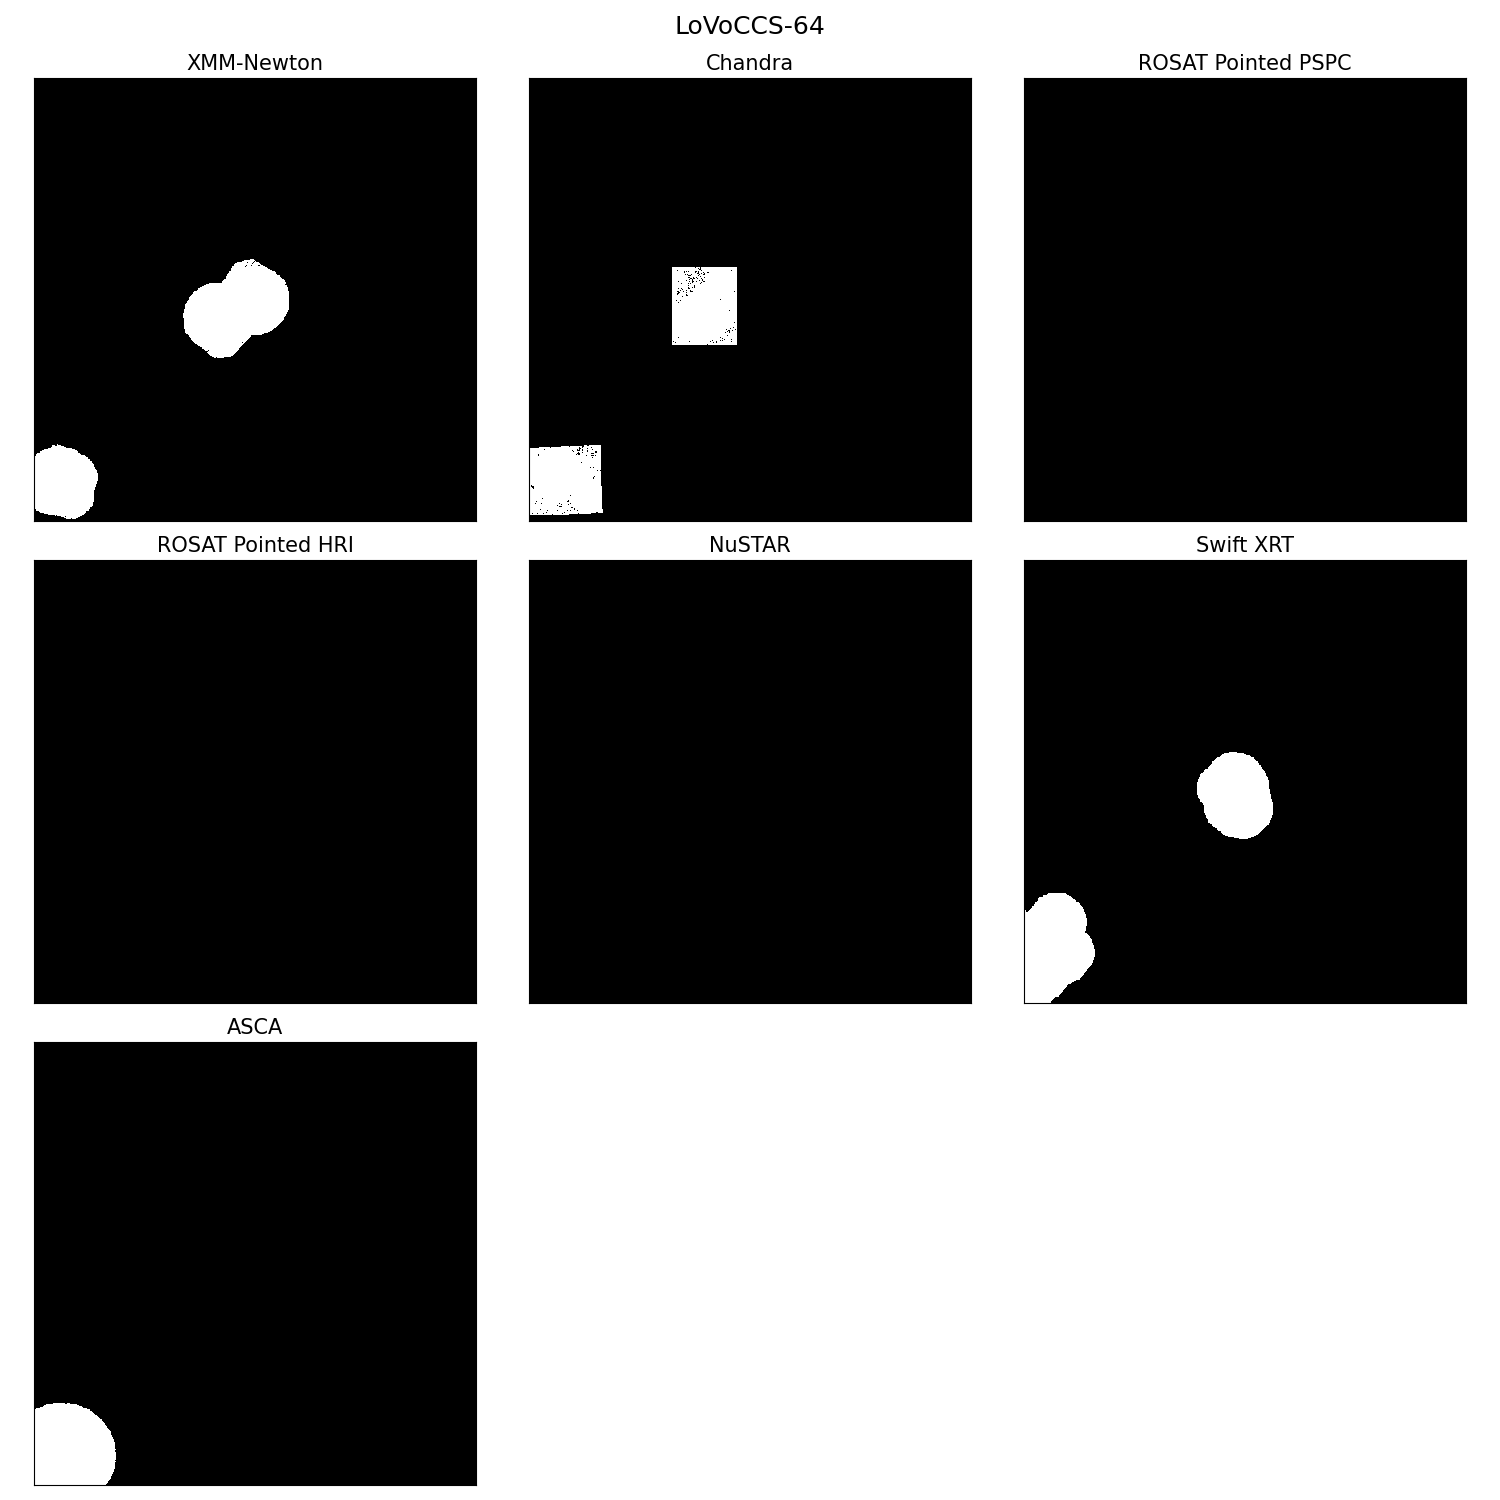 LoVoCCS-64
XMM-Newton
Chandra
ROSAT Pointed PSPC
ROSAT Pointed HRI
NuSTAR
Swift XRT
ASCA